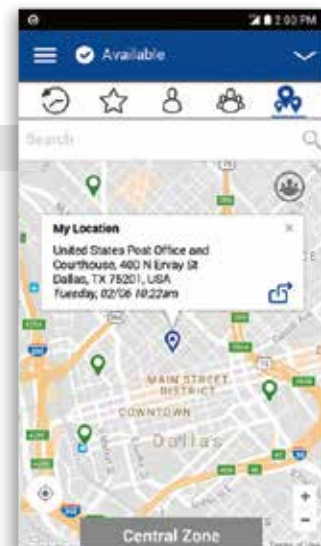 2:00 PM
Available
Search
My Location
United States Post Office and
Courthouse, 400 N Ervay St
Dallas, TX 75201, USA
Tuesday, 02/06 10:22am
MAIN STREET
DISTRICT
DOWNTOWN
Dallas
Central Zone